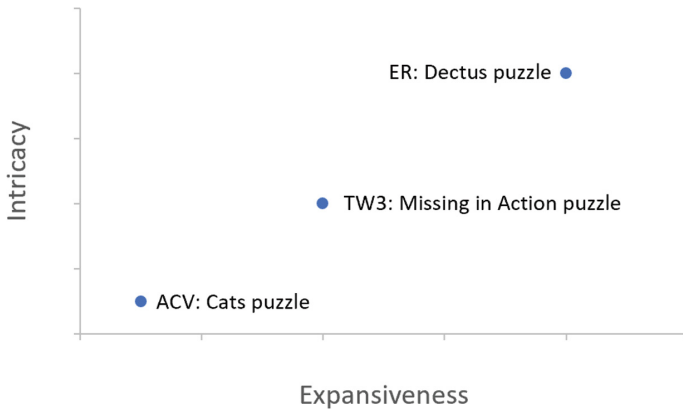 ER: Dectus puzzle
Intricacy
TW3: Missing in Action puzzle
ACV: Cats puzzle
Expansiveness